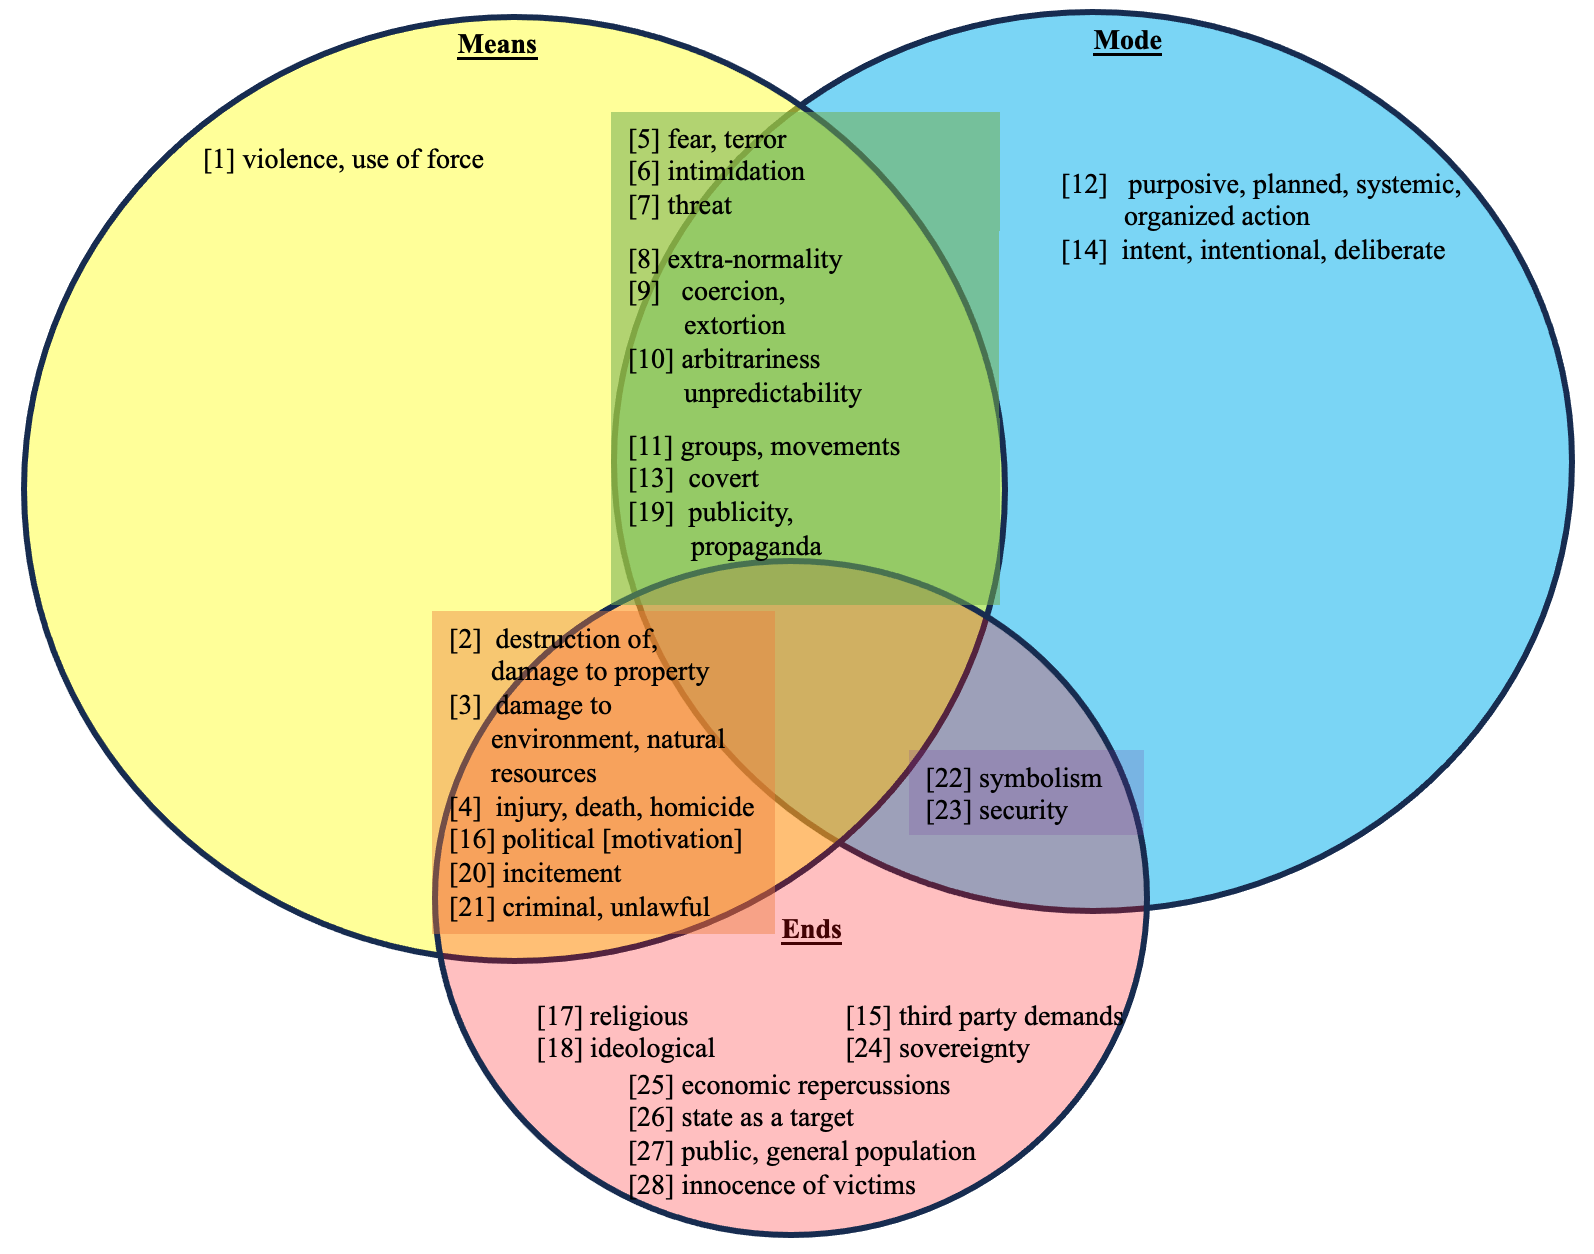 Means
Mode
[1] violence, use of force
[5] fear, terror
[6] intimidation
[7] threat
[8] extra-normality
[9] coercion,
extortion
[10] arbitrariness
unpredictability
[11] groups, movements
[13] covert
[19] publicity,
propaganda
[12] purposive, planned, systemic,
organized action
[14] intent, intentional, deliberate
[2] destruction of,
damage to property
[3] damage to
environment, natural
resources
[4] injury, death, homicide
[16] political [motivation]
[20] incitement
[21] criminal, unlawful
[22] symbolism
[23] security
Ends
[17] religious
[18] ideological
[15] third party demands
[24] sovereignty
[25] economic repercussions
[26] state as a target
[27] public, general population
[28] innocence of victims